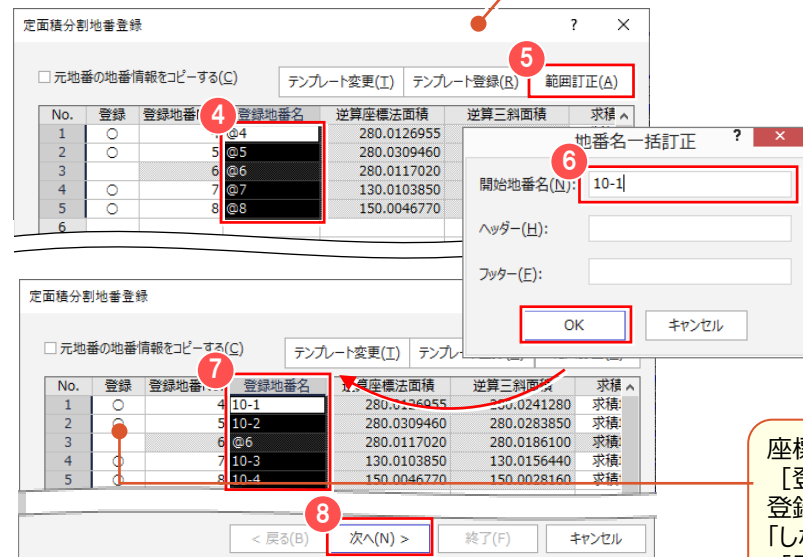 定面積分割地番登録 ? ×
5
□ 元地番の地番情報をコピーする(C) テンプレート変更(T) テンプレート登録(R) 範囲訂正(A)
4
No. 登録 登録地番 登録地番名 逆算座標法面積 逆算三斜面積 求積
1 ○ @4 280.0126955
2 ○ 5 @5 280.0309460
3 6 @6 280.0117020
4 ○ 7 @7 130.0103850
5 ○ 8 @8 150.0046770
6
地番名一括訂正 ? ×
6
開始地番名(N): 10-1
ヘッダー(H):
フッター(F):
OK キャンセル
定面積分割地番登録
□ 元地番の地番情報をコピーする(C) テンプレート変更(T) テンプレ
7
No. 登録 登録地番 登録地番名 逆算座標法面積 逆算三斜面積 求積
1 ○ 4 10-1 280.0126955 280.0241280 求積
2 ○ 5 10-2 280.0309460 280.0283850 求積
3 6 @6 280.0117020 280.0186100 求積
4 ○ 7 10-3 130.0103850 130.0156440 求積
5 ○ 8 10-4 150.0046770 150.0028160 求積
8
< 戻る(B) 次へ(N) > 終了(F) キャンセル
座標
［登
登録
「しな